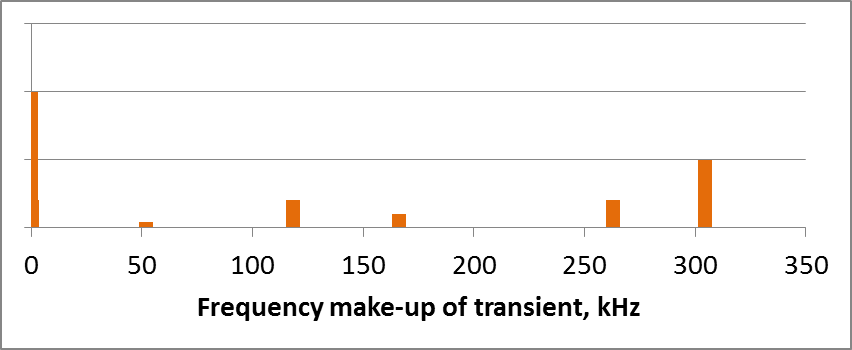 0 50 100 150 200 250 300 350
Frequency make-up of transient, kHz